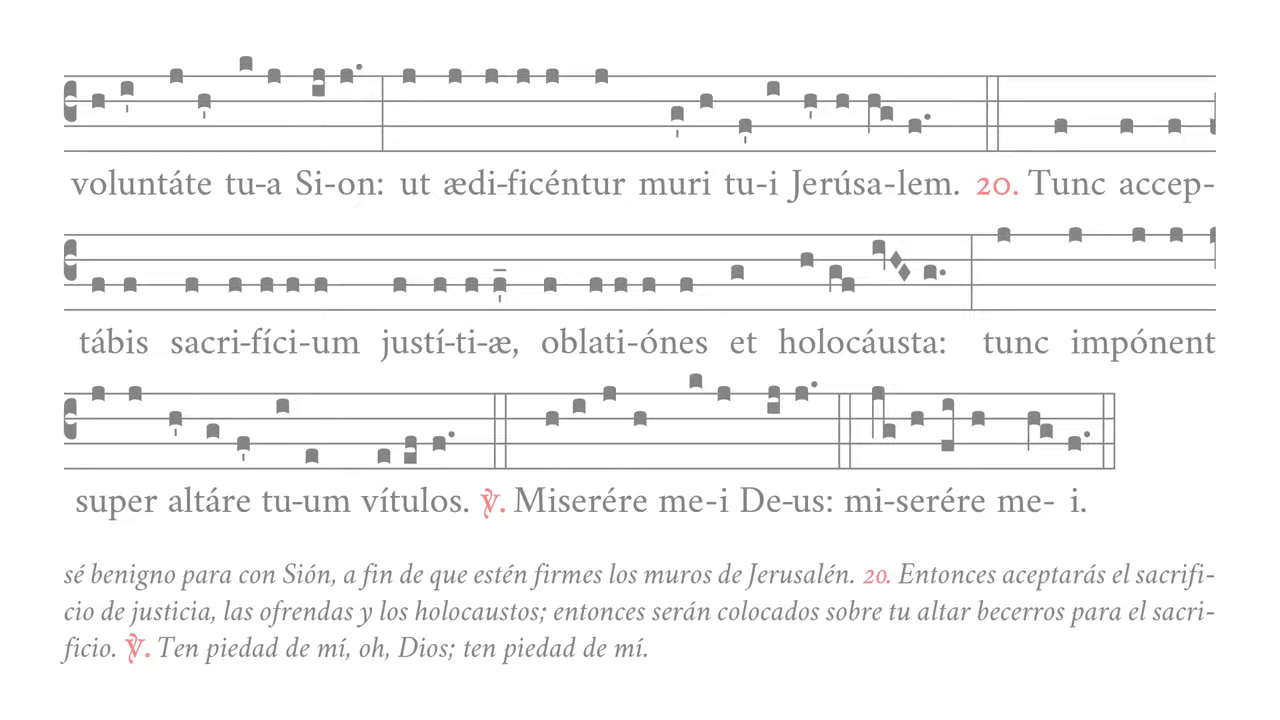 voluntáte tu-a Si-on: ut ædi-ficéntur muri tu-i Jerúsa-lem. 20. Tunc accep-
tábis sacri-fíci-um justí-ti-æ, oblati-ónes et holocáusta: tunc impónent
super altáre tu-um vítulos. ℣. Miserére me-i De-us: mi-serére me- i.
sé benigno para con Sión, a fin de que estén firmes los muros de Jerusalén. 20. Entonces aceptarás el sacrifi-
cio de justicia, las ofrendas y los holocaustos; entonces serán colocados sobre tu altar becerros para el sacri-
ficio. ℣. Ten piedad de mí, oh, Dios; ten piedad de mí.